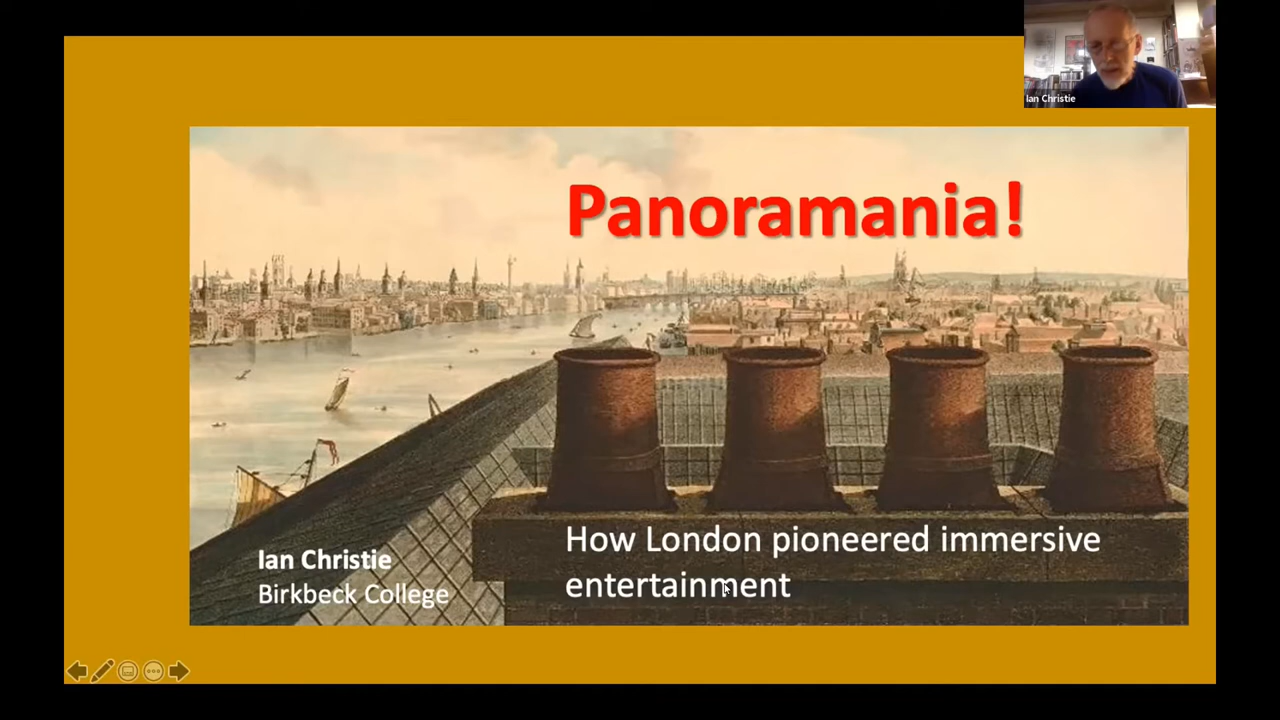 Ian Christie
Panoramania!
How London pioneered immersive
entertainment
Ian Christie
Birkbeck College